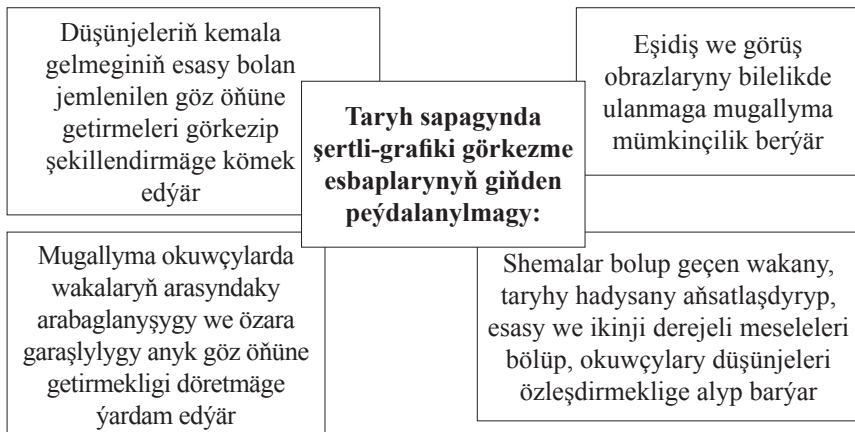 Düşünjeleriň kemala
gelmeginiň esasy bolan
jemlenilen göz öňüne
getirmeleri görkezip
şekillendirmäge kömek
edýär
Eşidiş we görüş
obrazlaryny bilelikde
ulanmaga mugallyma
mümkinçilik berýär
Taryh sapagynda
şertli-grafiki görkezme
esbaplarynyň giňden
peýdalanylmagy:
Mugallyma okuwçylarda
wakalaryň arasyndaky
arabaglanyşygy we özara
garaşlylygy anyk göz öňüne
getirmekligi döretmäge
ýardam edýär
Shemalar bolup geçen wakany,
taryhy hadysany aňsatlaşdyryp,
esasy we ikinji derejeli meseleleri
bölüp, okuwçylary düşünjeleri
özleşdirmeklige alyp barýar